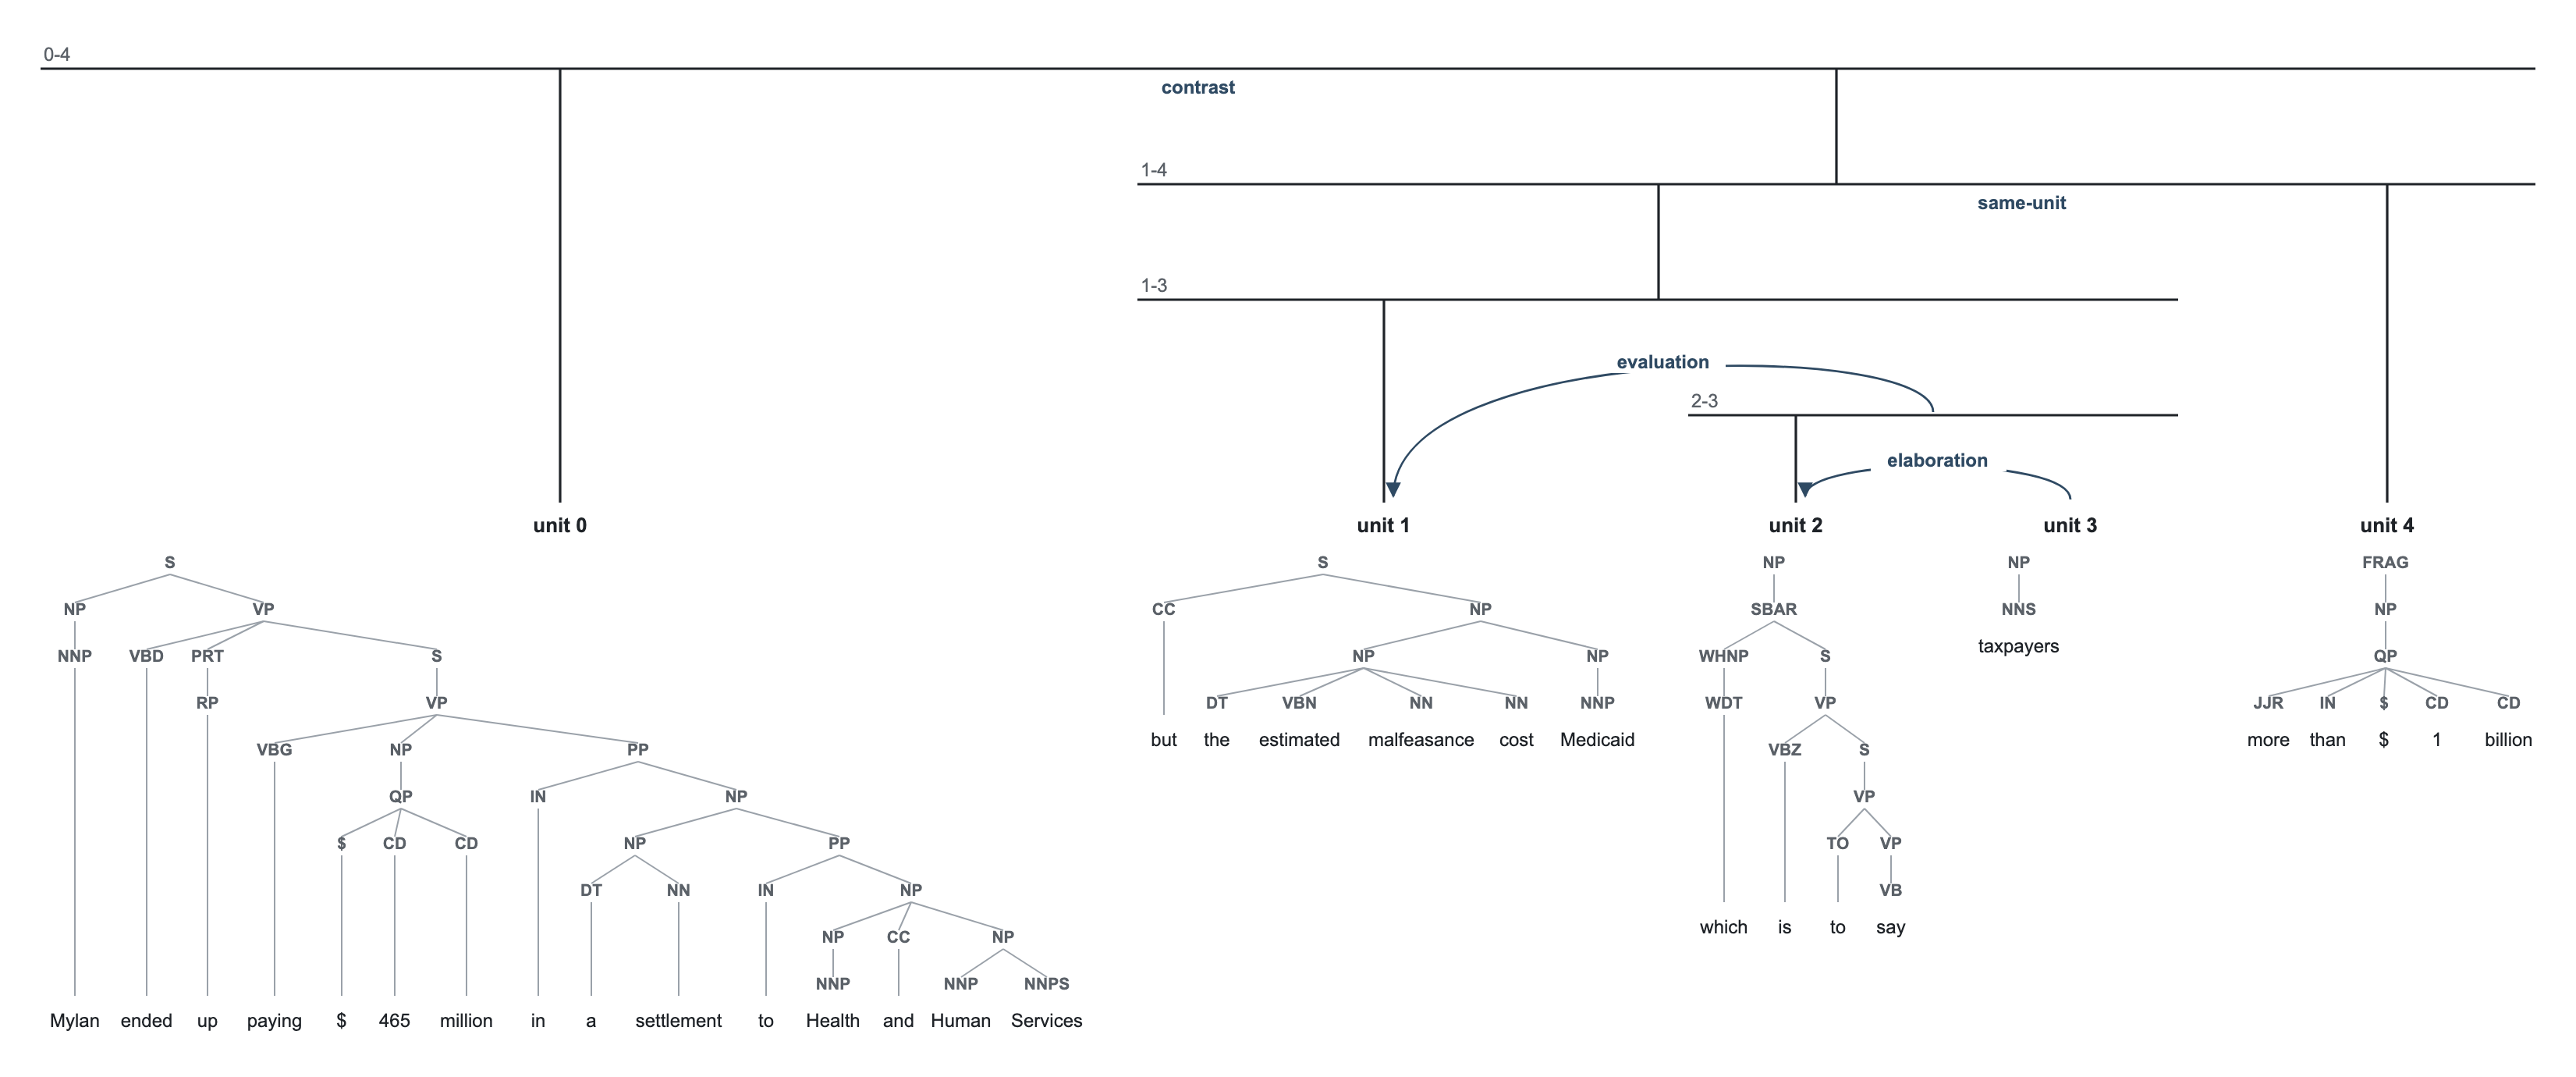 0-4
contrast
1-4
same-unit
1-3
evaluation
2-3
elaboration
unit 0 unit 1 unit 2 unit 3 unit 4
S S NP NP FRAG
NP VP CC NP SBAR NNS NP
taxpayers
NNP VBD PRT S NP NP WHNP S QP
RP VP DT VBN NN NN NNP WDT VP JJR IN $ CD CD
but the estimated malfeasance cost Medicaid more than $ 1 billion
VBG NP PP VBZ S
QP IN NP VP
$ CD CD NP PP TO VP
DT NN IN NP VB
which is to say
NP CC NP
NNP NNP NNPS
Mylan ended up paying $ 465 million in a settlement to Health and Human Services